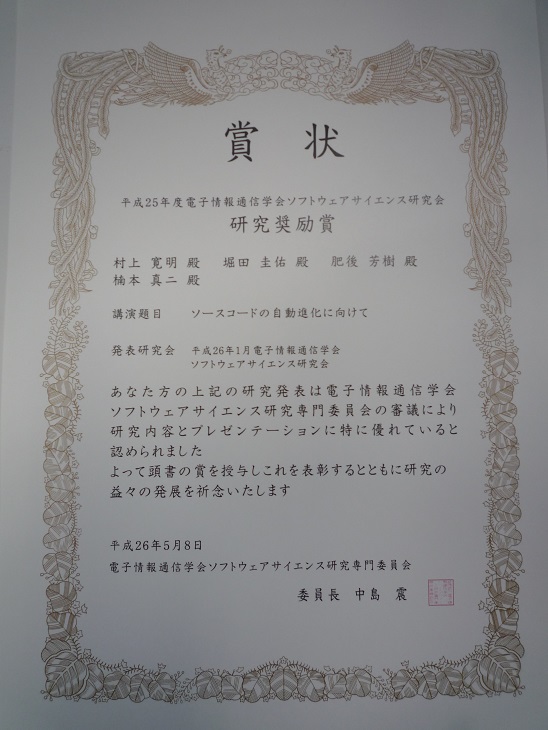 賞 状
平成25年度電子情報通信学会ソフトウェアサイエンス研究会
研究奨励賞
村上 寛明 殿 堀田 圭佑 殿 肥後 芳樹 殿
楠本 真二 殿
講演題目 ソースコードの自動進化に向けて
発表研究会 平成26年1月電子情報通信学会
ソフトウェアサイエンス研究会
あなた方の上記の研究発表は電子情報通信学会
ソフトウェアサイエンス研究専門委員会の審議により
研究内容とプレゼンテーションに特に優れていると
認められました
よって頭書の賞を授与しこれを表彰するとともに研究の
益々の発展を祈念いたします
平成26年5月8日
電子情報通信学会ソフトウェアサイエンス研究専門委員会
委員長 中島 震